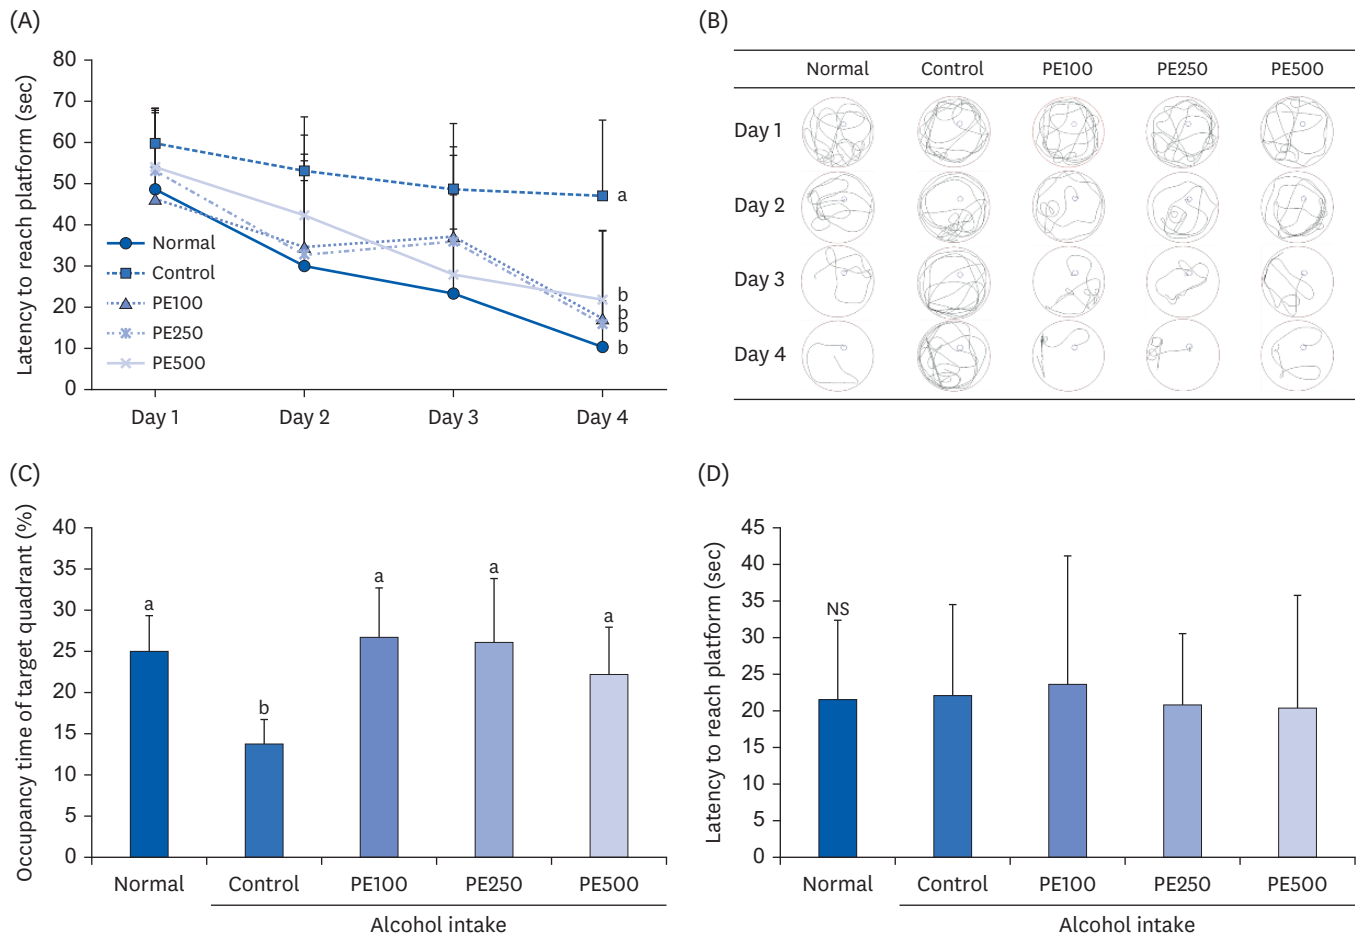 (A)
Latency to reach platform (sec)
80
70
60
50
40
30
20
10
0
Normal
Control
PE100
PE250
PE500
a
b
b
b
b
Day 1 Day 2 Day 3 Day 4
(B)
Normal Control PE100 PE250 PE500
Day 1
Day 2
Day 3
Day 4
(C)
Occupancy time of target quadrant (%)
40
35
30
25
20
15
10
5
0
a
b
a
a
a
Normal Control PE100 PE250 PE500
Alcohol intake
(D)
Latency to reach platform (sec)
45
40
35
30
25
20
15
10
5
0
NS
Normal Control PE100 PE250 PE500
Alcohol intake